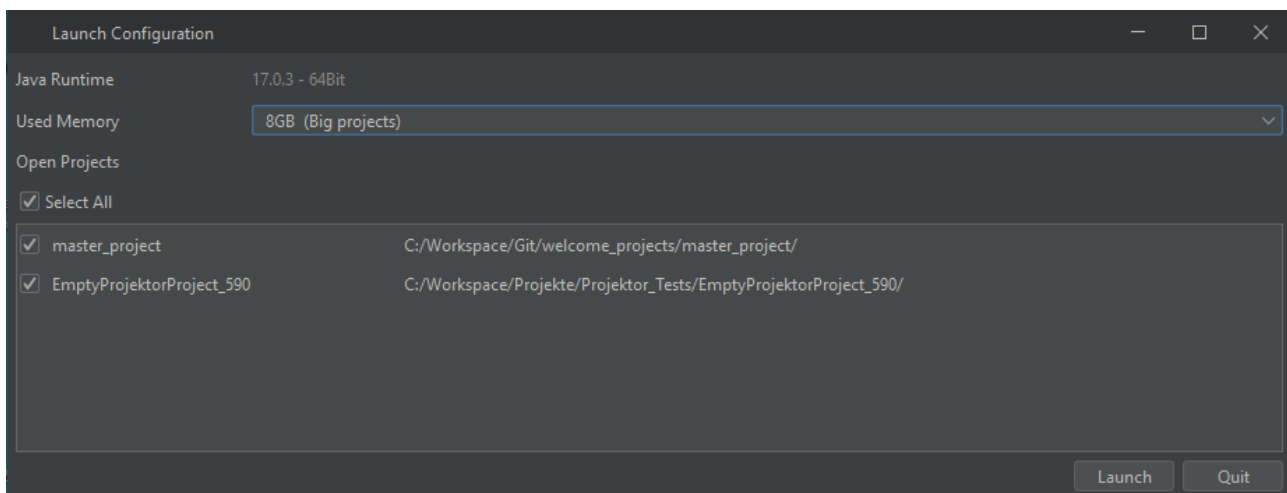 Launch Configuration
Java Runtime 17.0.3 - 64Bit
Used Memory 8GB (Big projects)
Open Projects
Select All
master_project C:/Workspace/Git/welcome_projects/master_project/
EmptyProjektorProject_590 C:/Workspace/Projekte/Projektor_Tests/EmptyProjektorProject_590/
Launch Quit